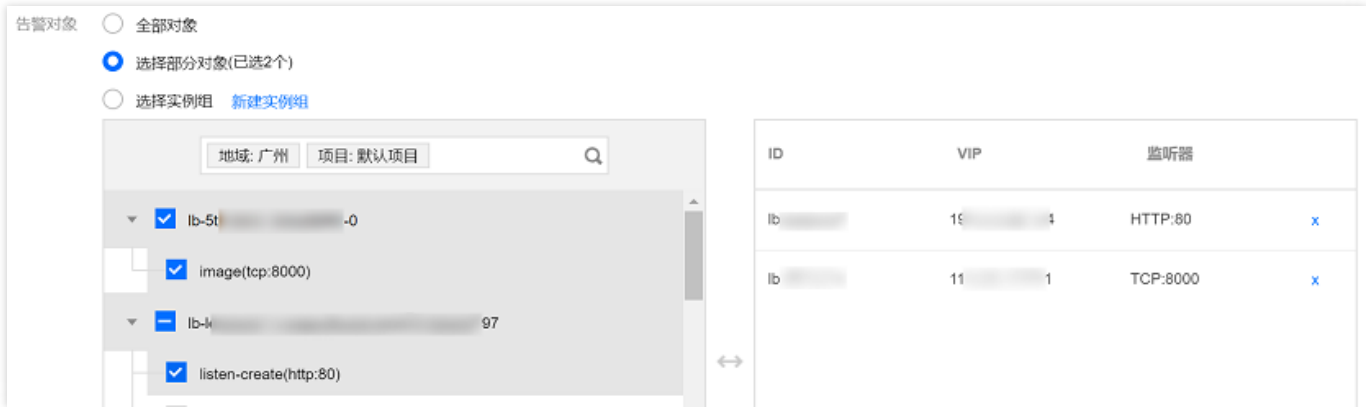 告警对象
全部对象
选择部分对象(已选2个)
选择实例组 新建实例组
地域: 广州 项目: 默认项目
ID VIP 监听器
lb-5t -0
lb 19 4 HTTP:80 x
image(tcp:8000)
lb 11 1 TCP:8000 x
lb-le 97
listen-create(http:80)